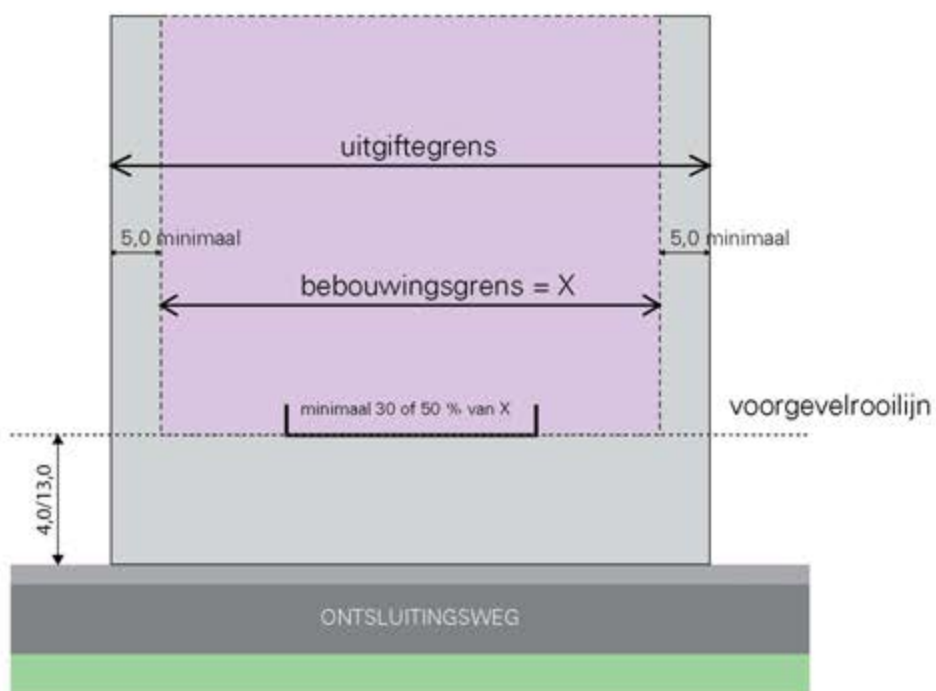 uitgiftegrens
5,0 minimaal
5,0 minimaal
bebouwingsgrens = X
minimaal 30 of 50 % van X
voorgevelrooilijn
4,0/13,0
ONTSLUITINGSWEG